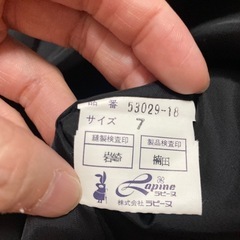 品番 53029-18
サイズ 7
縫製検査印 製品検査印
岩崎 楠田
Lapine
ラピーヌ
株式会社 ラピーヌ